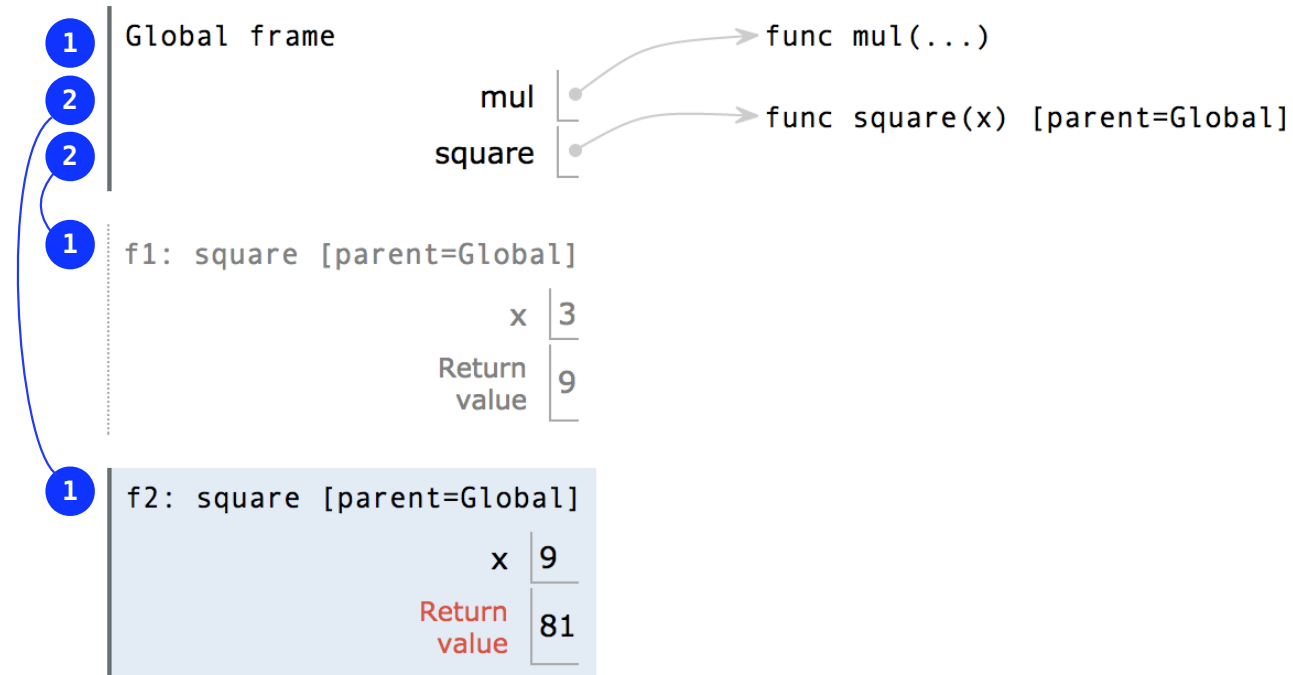 1 Global frame func mul(...)
2 mul
func square(x) [parent=Global]
2 square
1 f1: square [parent=Global]
x 3
Return
value 9
1 f2: square [parent=Global]
x 9
Return
value 81